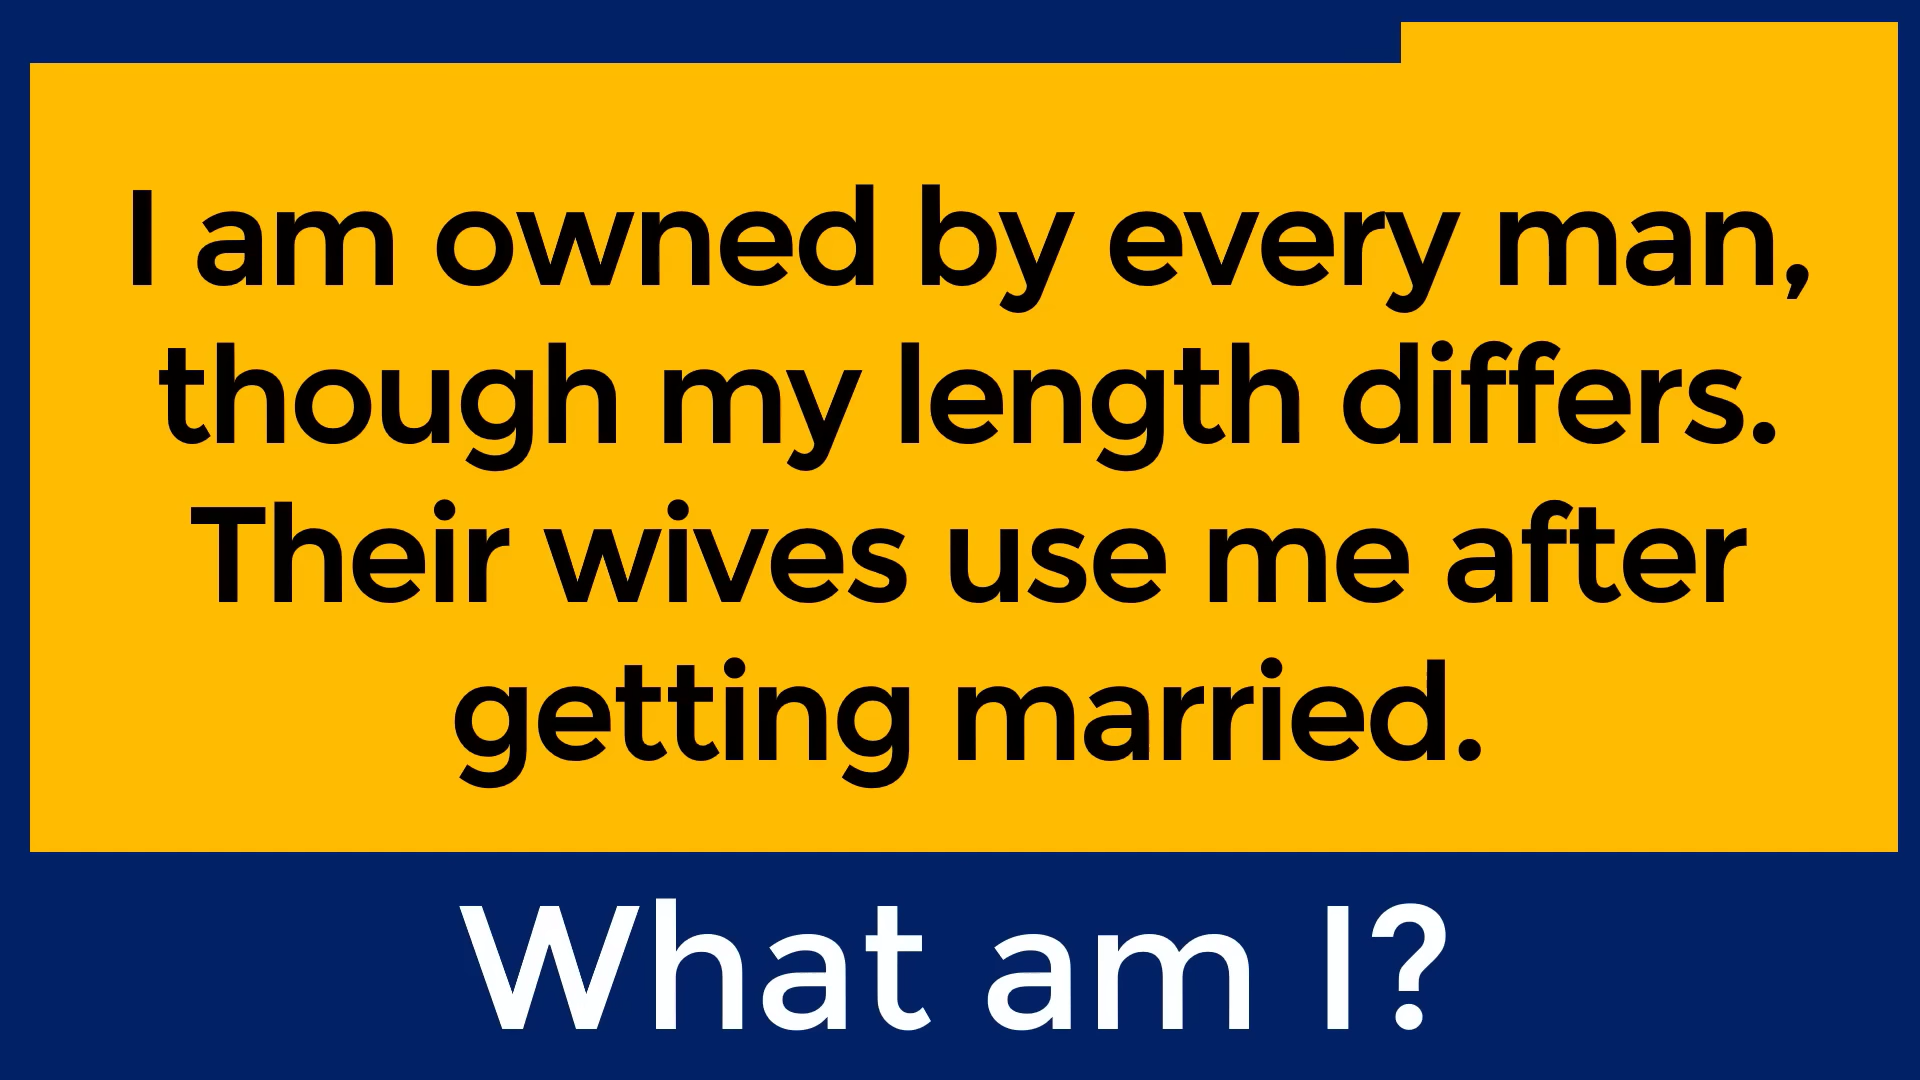 I am owned by every man,
though my length differs.
Their wives use me after
getting married.
What am I?